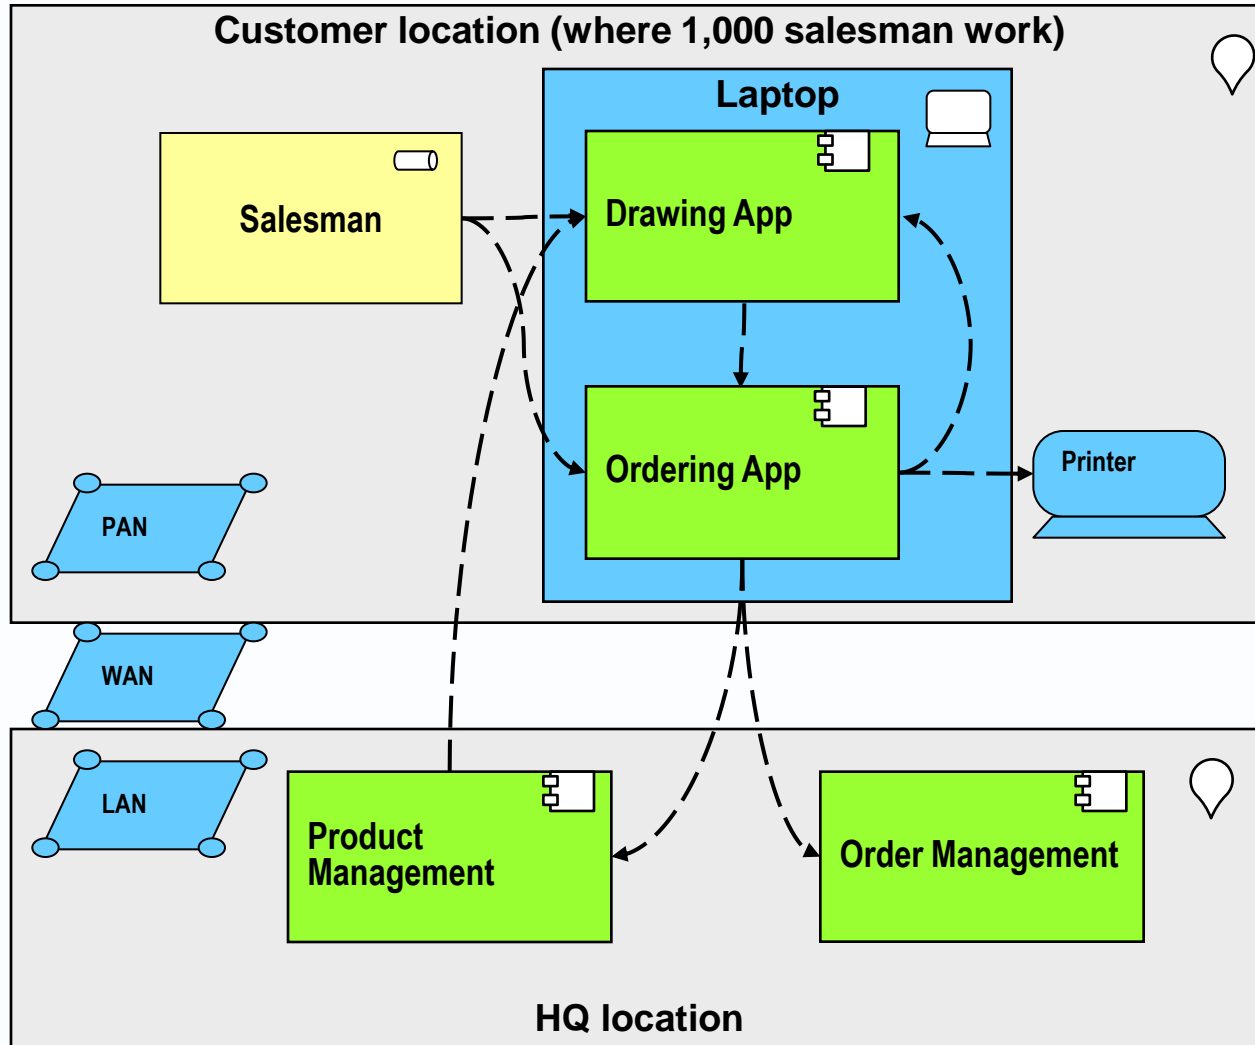 Customer location (where 1,000 salesman work)
Laptop
Salesman
Drawing App
Ordering App
Printer
PAN
WAN
LAN
Product
Management
Order Management
HQ location